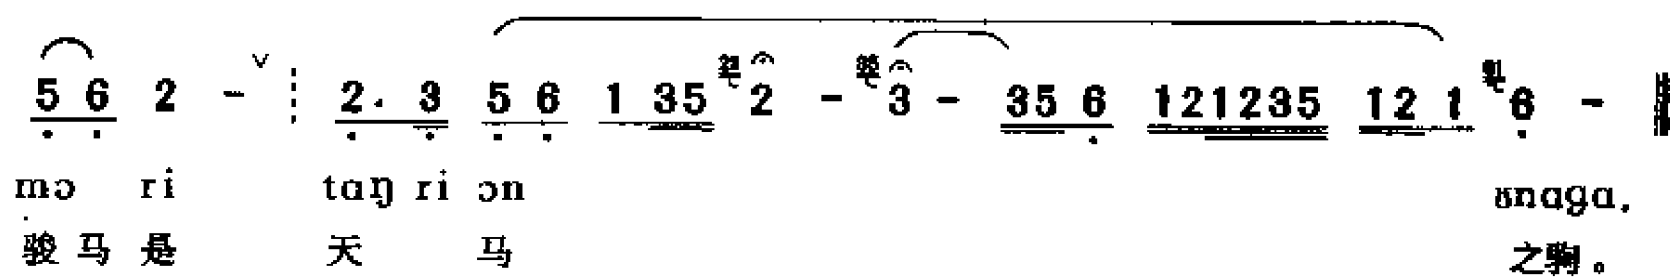 5 6 2 - ∨ 2 . 3 5 6 1 35 2 - 3 - 35 6 121235 12 1 6 -
mɔ ri taŋ ri ɔn ʊnaga.
骏 马 是 天 马 之驹。